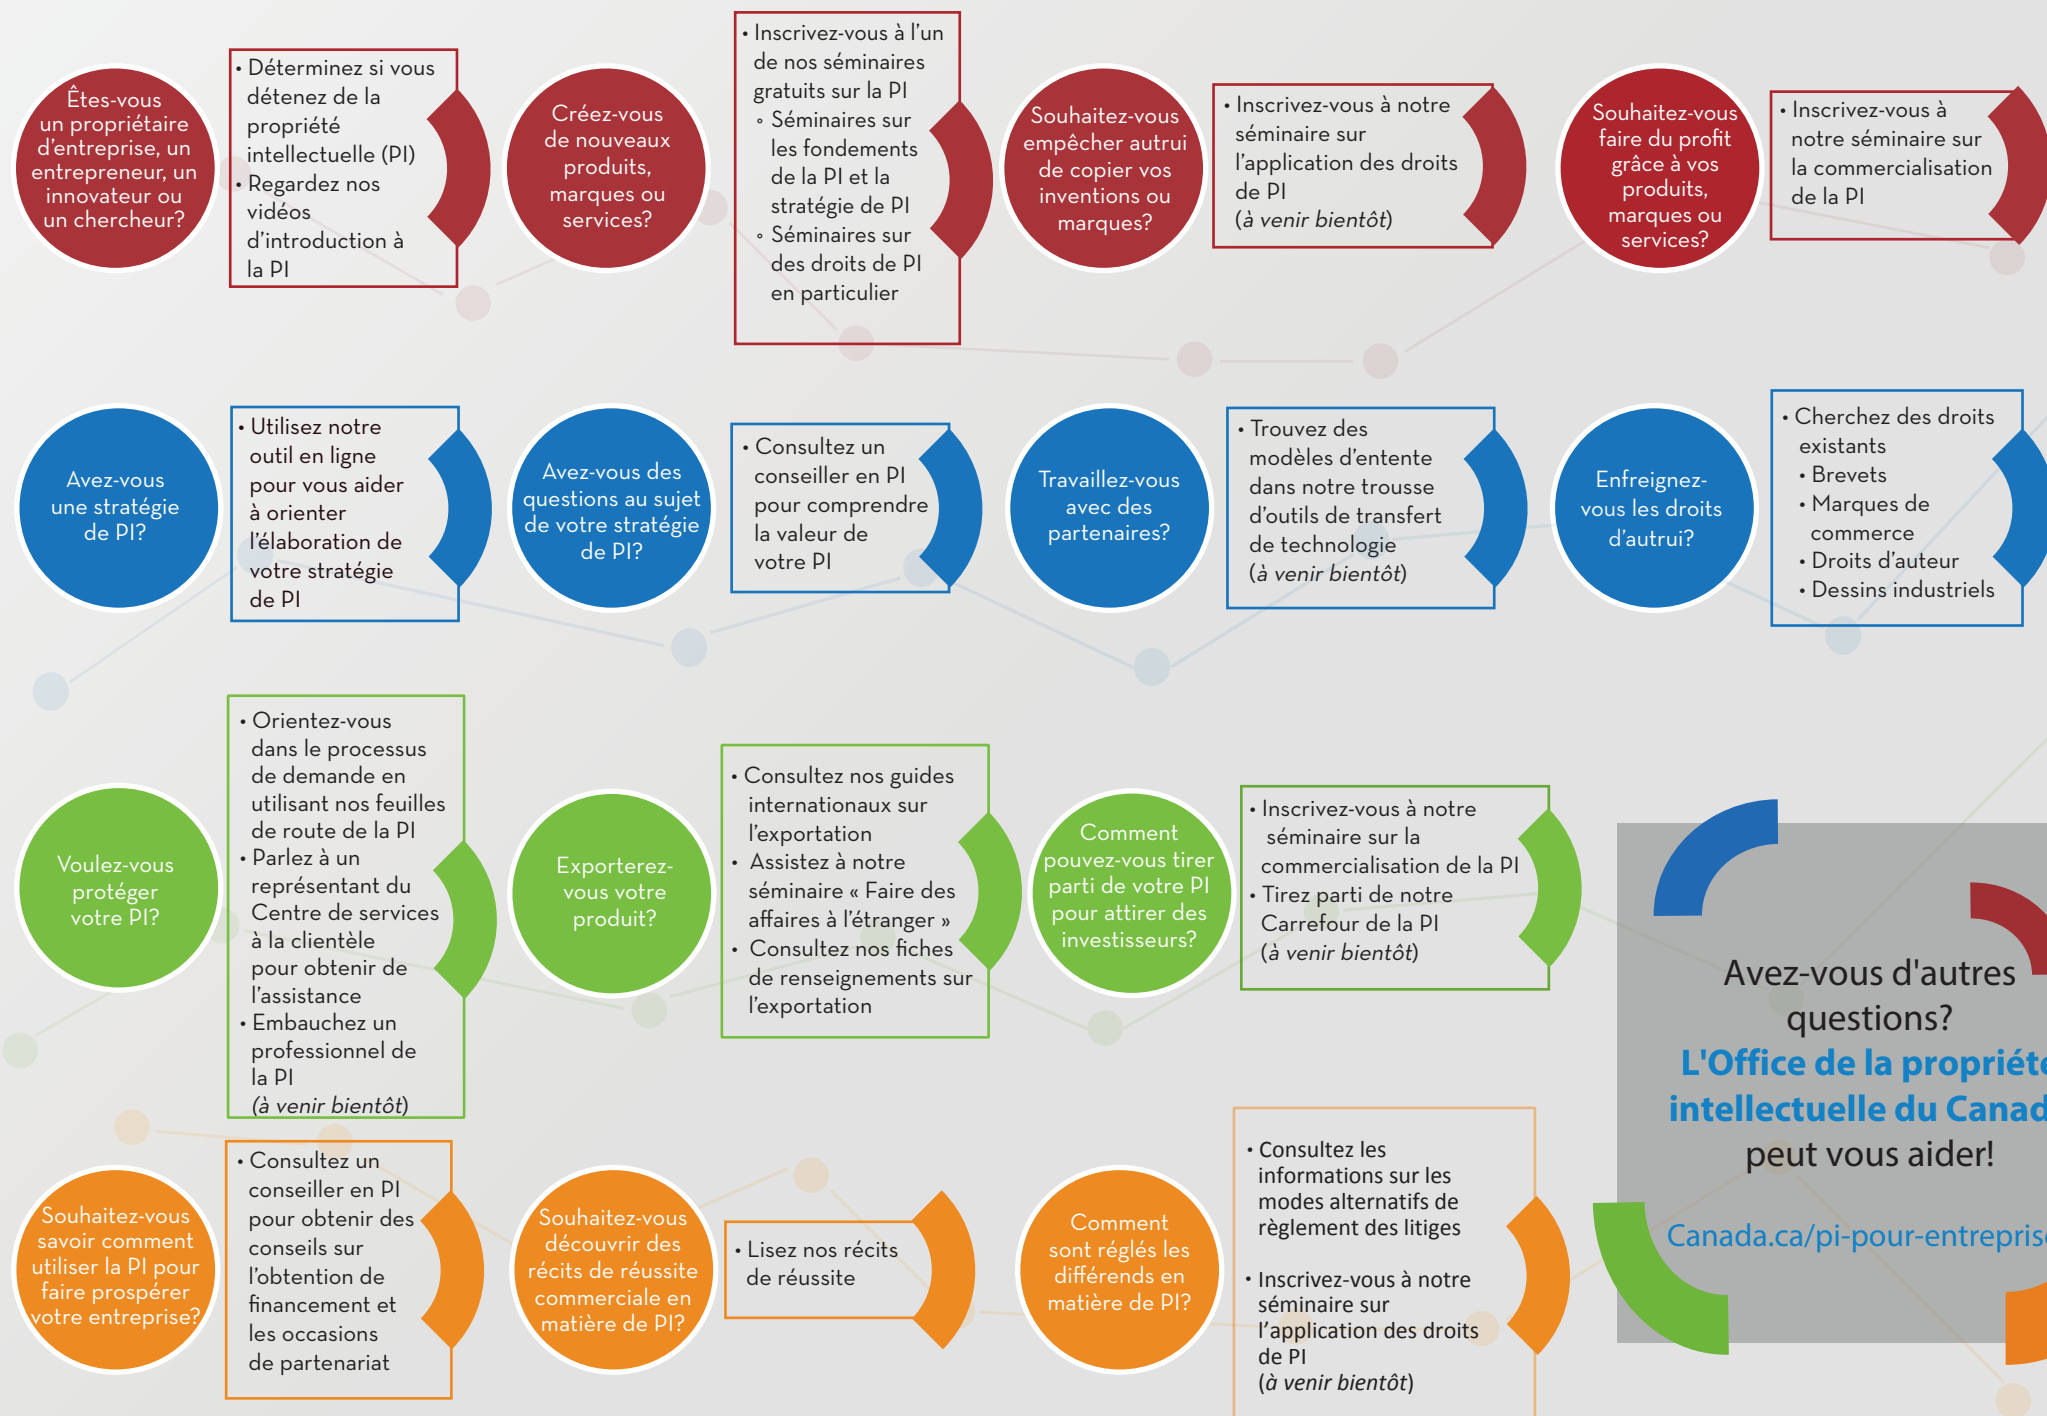 Êtes-vous
un propriétaire
d'entreprise, un
entrepreneur, un
innovateur ou
un chercheur?
• Déterminez si vous
détenez de la
propriété
intellectuelle (PI)
• Regardez nos
vidéos
d'introduction à
la PI
Créez-vous
de nouveaux
produits,
marques ou
services?
• Inscrivez-vous à l'un
de nos séminaires
gratuits sur la PI
◦ Séminaires sur
les fondements
de la PI et la
stratégie de PI
◦ Séminaires sur
des droits de PI
en particulier
Souhaitez-vous
empêcher autrui
de copier vos
inventions ou
marques?
• Inscrivez-vous à notre
séminaire sur
l'application des droits
de PI
(à venir bientôt)
Souhaitez-vous
faire du profit
grâce à vos
produits,
marques ou
services?
• Inscrivez-vous à
notre séminaire sur
la commercialisation
de la PI
Avez-vous
une stratégie
de PI?
• Utilisez notre
outil en ligne
pour vous aider
à orienter
l'élaboration de
votre stratégie
de PI
Avez-vous des
questions au sujet
de votre stratégie
de PI?
• Consultez un
conseiller en PI
pour comprendre
la valeur de
votre PI
Travaillez-vous
avec des
partenaires?
• Trouvez des
modèles d'entente
dans notre trousse
d'outils de transfert
de technologie
(à venir bientôt)
Enfreignez-
vous les droits
d'autrui?
• Cherchez des droits
existants
• Brevets
• Marques de
commerce
• Droits d'auteur
• Dessins industriels
Voulez-vous
protéger
votre PI?
• Orientez-vous
dans le processus
de demande en
utilisant nos feuilles
de route de la PI
• Parlez à un
représentant du
Centre de services
à la clientèle
pour obtenir de
l'assistance
• Embauchez un
professionnel de
la PI
(à venir bientôt)
Exporterez-
vous votre
produit?
• Consultez nos guides
internationaux sur
l'exportation
• Assistez à notre
séminaire « Faire des
affaires à l'étranger »
• Consultez nos fiches
de renseignements sur
l'exportation
Comment
pouvez-vous tirer
parti de votre PI
pour attirer des
investisseurs?
• Inscrivez-vous à notre
séminaire sur la
commercialisation de la PI
• Tirez parti de notre
Carrefour de la PI
(à venir bientôt)
Souhaitez-vous
savoir comment
utiliser la PI pour
faire prospérer
votre entreprise?
• Consultez un
conseiller en PI
pour obtenir des
conseils sur
l'obtention de
financement et
les occasions
de partenariat
Souhaitez-vous
découvrir des
récits de réussite
commerciale en
matière de PI?
• Lisez nos récits
de réussite
Comment
sont réglés les
différends en
matière de PI?
• Consultez les
informations sur les
modes alternatifs de
règlement des litiges
• Inscrivez-vous à notre
séminaire sur
l'application des droits
de PI
(à venir bientôt)
Avez-vous d'autres
questions?
L'Office de la propriété
intellectuelle du Canad
peut vous aider!
Canada.ca/pi-pour-entreprise